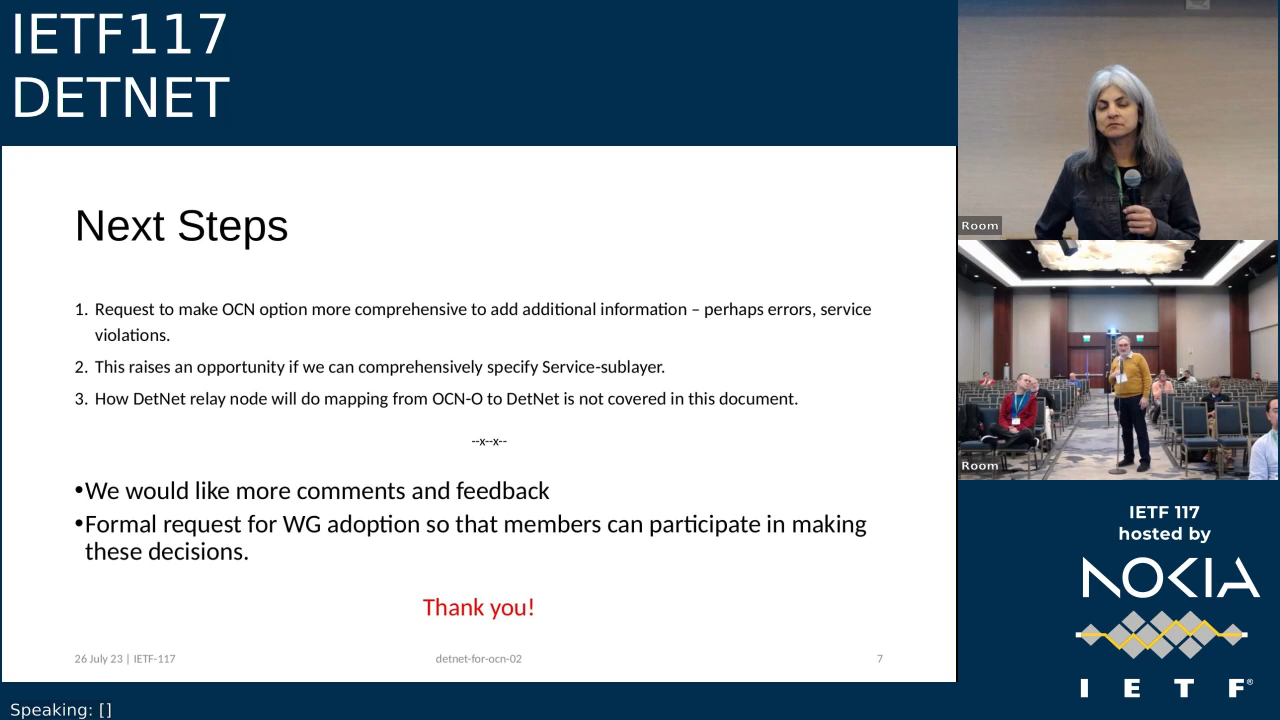 IETF117
DETNET
Next Steps
1. Request to make OCN option more comprehensive to add additional information – perhaps errors, service
violations.
2. This raises an opportunity if we can comprehensively specify Service-sublayer.
3. How DetNet relay node will do mapping from OCN-O to DetNet is not covered in this document.
--x--x--
•We would like more comments and feedback
•Formal request for WG adoption so that members can participate in making
these decisions.
Thank you!
26 July 23 | IETF-117
detnet-for-ocn-02
7
Speaking: []
Room
Room
IETF 117
hosted by
NOKIA
I E T F®